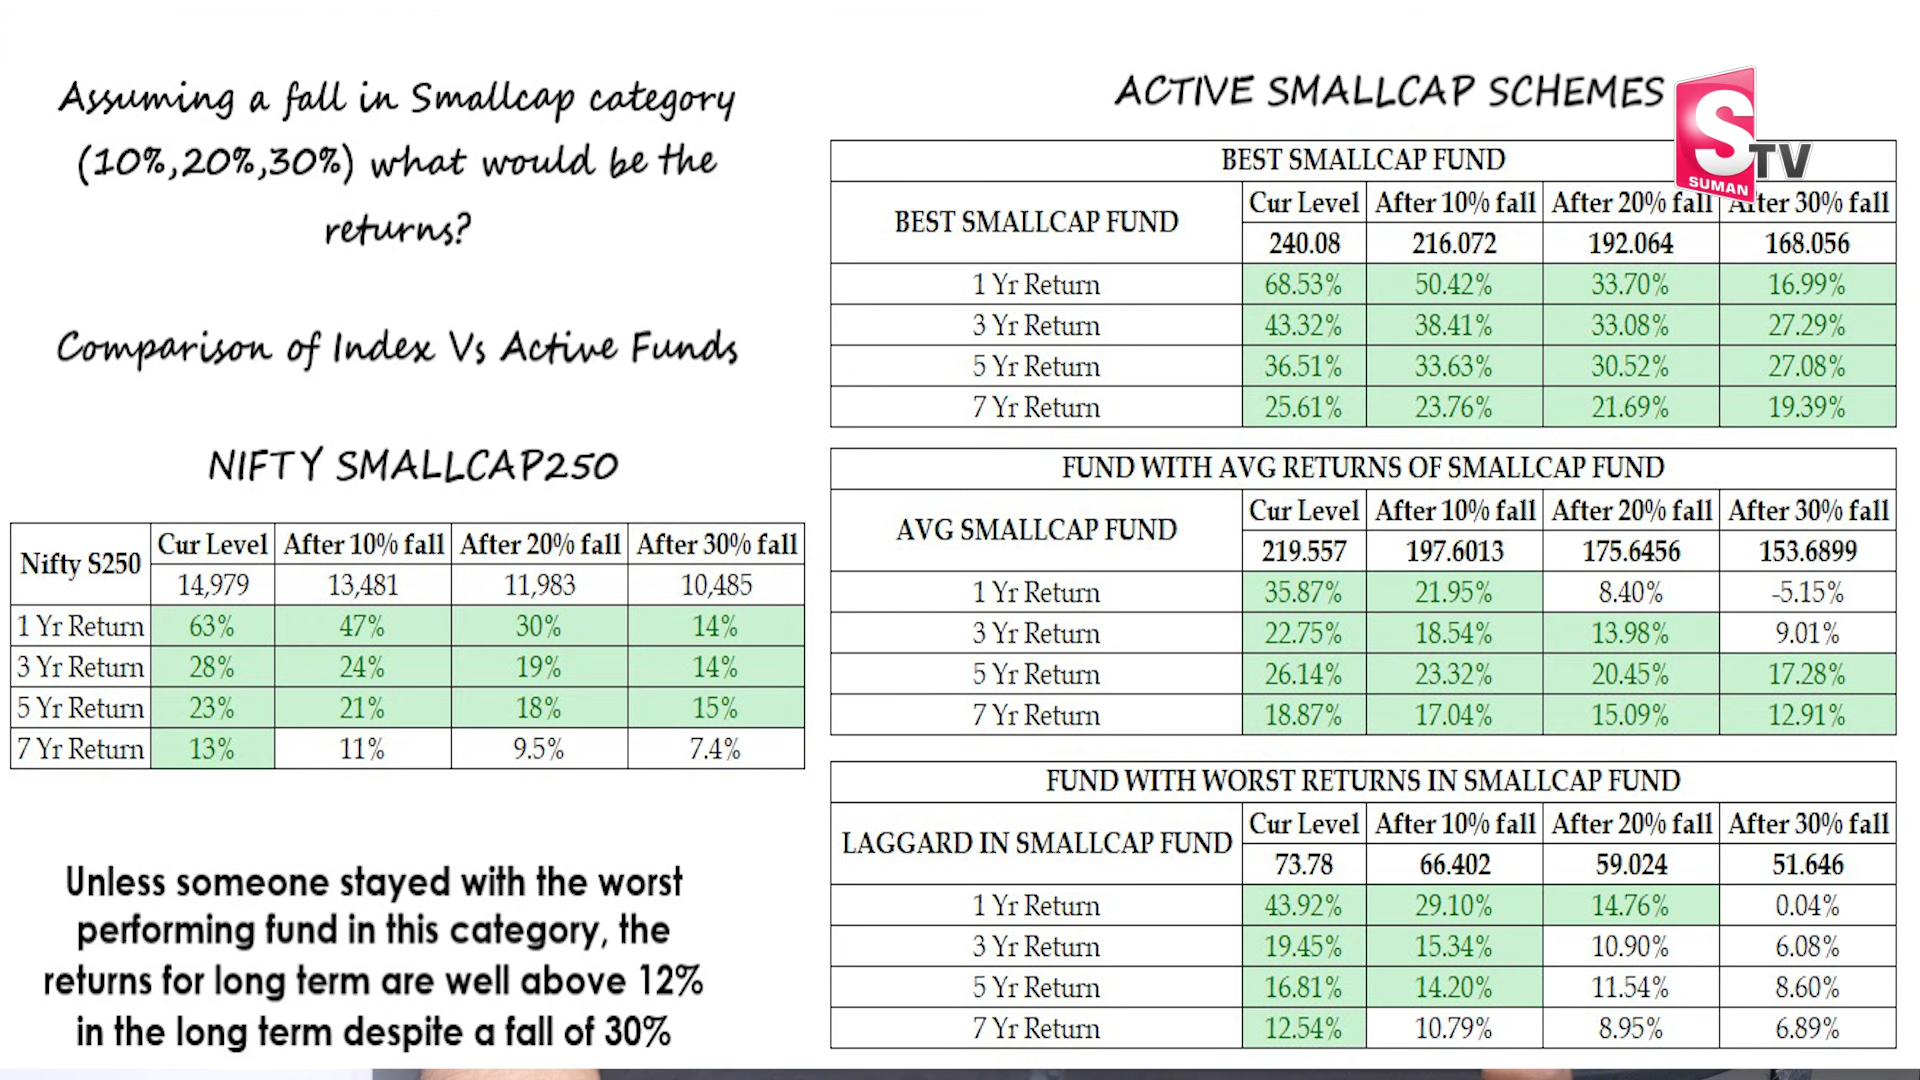 Assuming a fall in Smallcap category
(10%,20%,30%) what would be the
returns?
Comparison of Index Vs Active Funds
NIFTY SMALLCAP250
Nifty S250 Cur Level After 10% fall After 20% fall After 30% fall
14,979 13,481 11,983 10,485
1 Yr Return 63% 47% 30% 14%
3 Yr Return 28% 24% 19% 14%
5 Yr Return 23% 21% 18% 15%
7 Yr Return 13% 11% 9.5% 7.4%
Unless someone stayed with the worst
performing fund in this category, the
returns for long term are well above 12%
in the long term despite a fall of 30%
ACTIVE SMALLCAP SCHEMES
S TV
SUMAN
BEST SMALLCAP FUND
BEST SMALLCAP FUND Cur Level After 10% fall After 20% fall After 30% fall
240.08 216.072 192.064 168.056
1 Yr Return 68.53% 50.42% 33.70% 16.99%
3 Yr Return 43.32% 38.41% 33.08% 27.29%
5 Yr Return 36.51% 33.63% 30.52% 27.08%
7 Yr Return 25.61% 23.76% 21.69% 19.39%
FUND WITH AVG RETURNS OF SMALLCAP FUND
AVG SMALLCAP FUND Cur Level After 10% fall After 20% fall After 30% fall
219.557 197.6013 175.6456 153.6899
1 Yr Return 35.87% 21.95% 8.40% -5.15%
3 Yr Return 22.75% 18.54% 13.98% 9.01%
5 Yr Return 26.14% 23.32% 20.45% 17.28%
7 Yr Return 18.87% 17.04% 15.09% 12.91%
FUND WITH WORST RETURNS IN SMALLCAP FUND
LAGGARD IN SMALLCAP FUND Cur Level After 10% fall After 20% fall After 30% fall
73.78 66.402 59.024 51.646
1 Yr Return 43.92% 29.10% 14.76% 0.04%
3 Yr Return 19.45% 15.34% 10.90% 6.08%
5 Yr Return 16.81% 14.20% 11.54% 8.60%
7 Yr Return 12.54% 10.79% 8.95% 6.89%